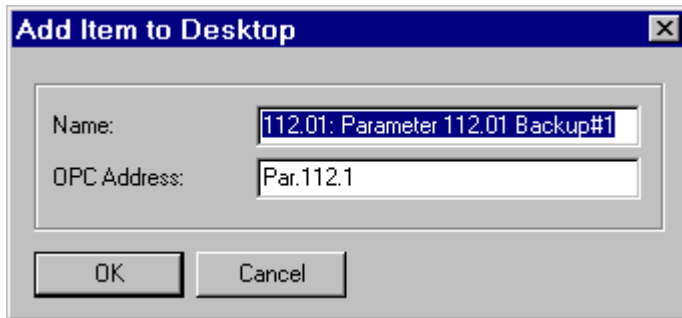 Add Item to Desktop
Name: 112.01: Parameter 112.01 Backup#1
OPC Address: Par.112.1
OK Cancel